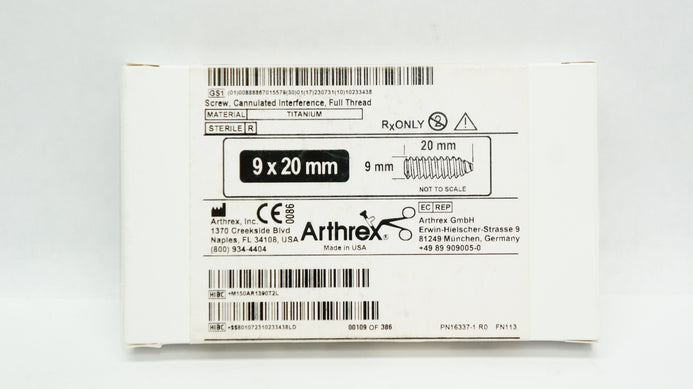 GS1 (01)00888867015579(30)01(17)230731(10)10233438
Screw, Cannulated Interference, Full Thread
MATERIAL TITANIUM
STERILE R
RxONLY
9 x 20 mm
20 mm
9 mm
NOT TO SCALE
CE 0086
Arthrex, Inc.
1370 Creekside Blvd
Naples, FL 34108, USA
(800) 934-4404
Arthrex®
Made in USA
EC REP
Arthrex GmbH
Erwin-Hielscher-Strasse 9
81249 München, Germany
+49 89 909005-0
HIBC +M150AR1390T2L
HIBC +$$801072310233438LD 00109 OF 386 PN16337-1 R0 FN113